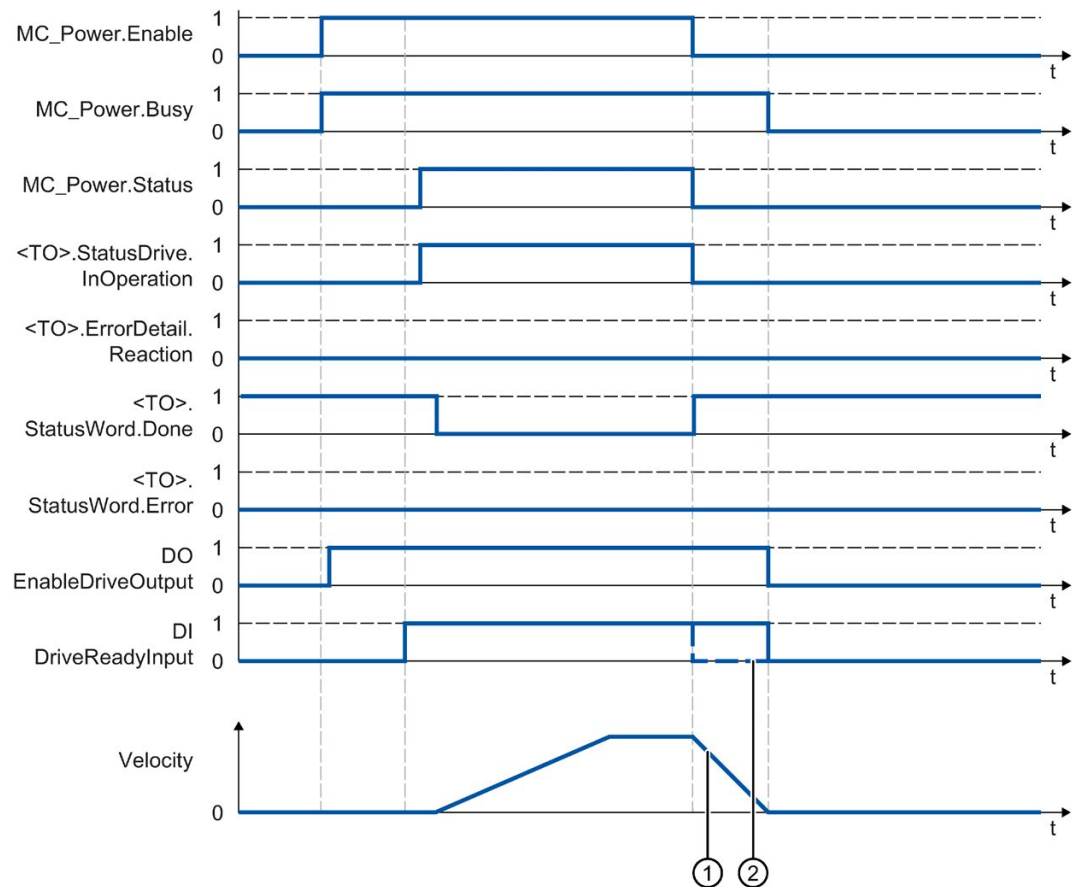 MC_Power.Enable
1
0
t
MC_Power.Busy
1
0
t
MC_Power.Status
1
0
t
<TO>.StatusDrive.
InOperation
1
0
t
<TO>.ErrorDetail.
Reaction
1
0
t
<TO>.
StatusWord.Done
1
0
t
<TO>.
StatusWord.Error
1
0
t
DO
EnableDriveOutput
1
0
t
DI
DriveReadyInput
1
0
t
Velocity
0
t
① ②